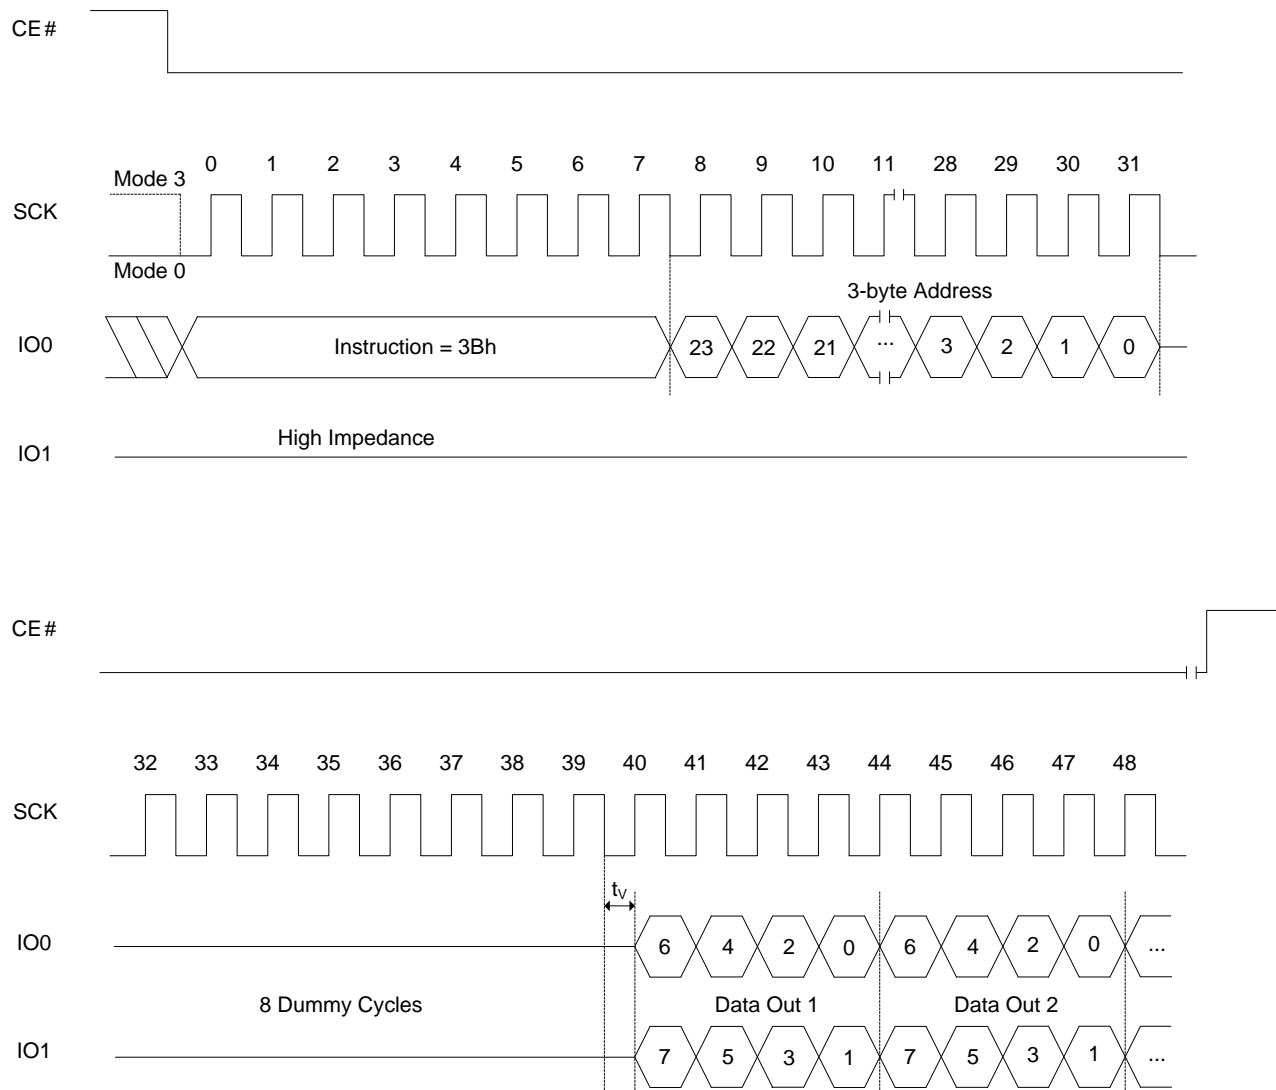 CE#
0 1 2 3 4 5 6 7 8 9 10 11 28 29 30 31
Mode 3
SCK
Mode 0
3-byte Address
IO0 Instruction = 3Bh 23 22 21 ... 3 2 1 0
High Impedance
IO1
CE#
32 33 34 35 36 37 38 39 40 41 42 43 44 45 46 47 48
SCK
tV
IO0 6 4 2 0 6 4 2 0 ...
8 Dummy Cycles Data Out 1 Data Out 2
IO1 7 5 3 1 7 5 3 1 ...